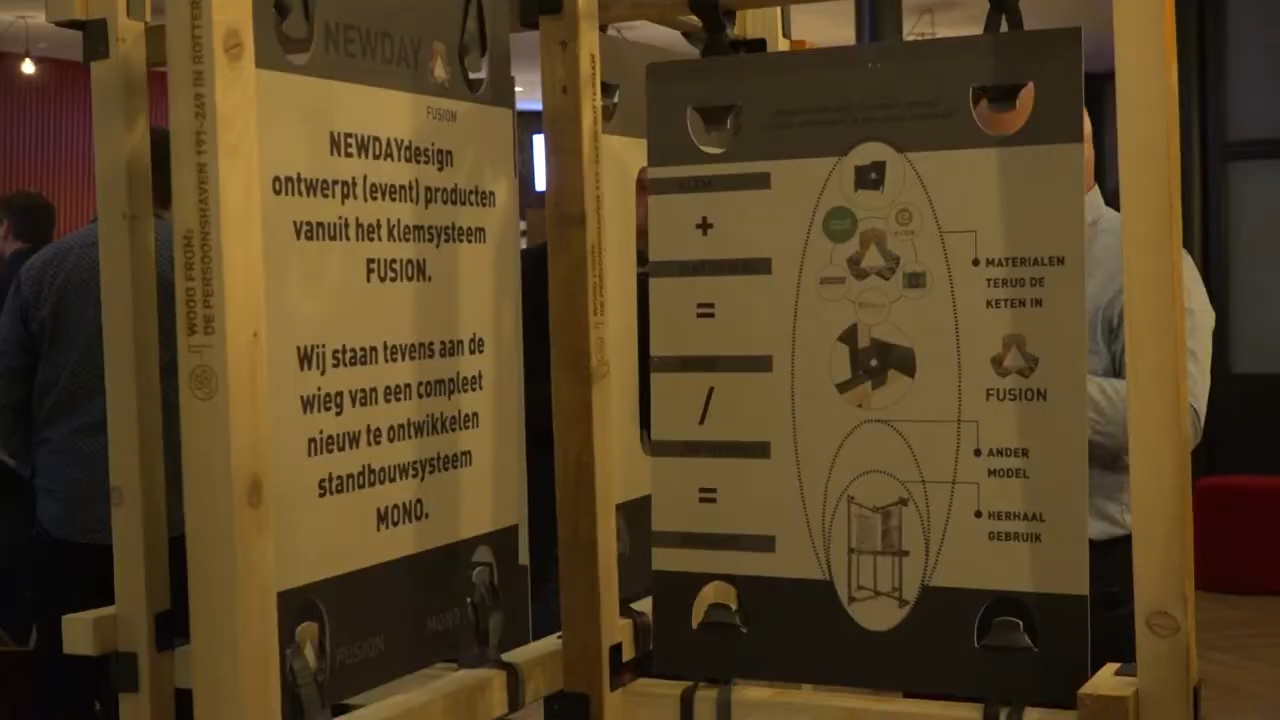 NEWDAY
FUSION
NEWDAYdesign
ontwerpt (event) producten
vanuit het klemsysteem
FUSION.
Wij staan tevens aan de
wieg van een compleet
nieuw te ontwikkelen
standbouwsysteem
MONO.
FUSION
MONO
WOOD FROM:
DE PERSOONSHAVEN 191-249 IN ROTTER
+
=
/
=
MATERIALEN
TERUG DE
KETEN IN
FUSION
ANDER
MODEL
HERHAAL
GEBRUIK